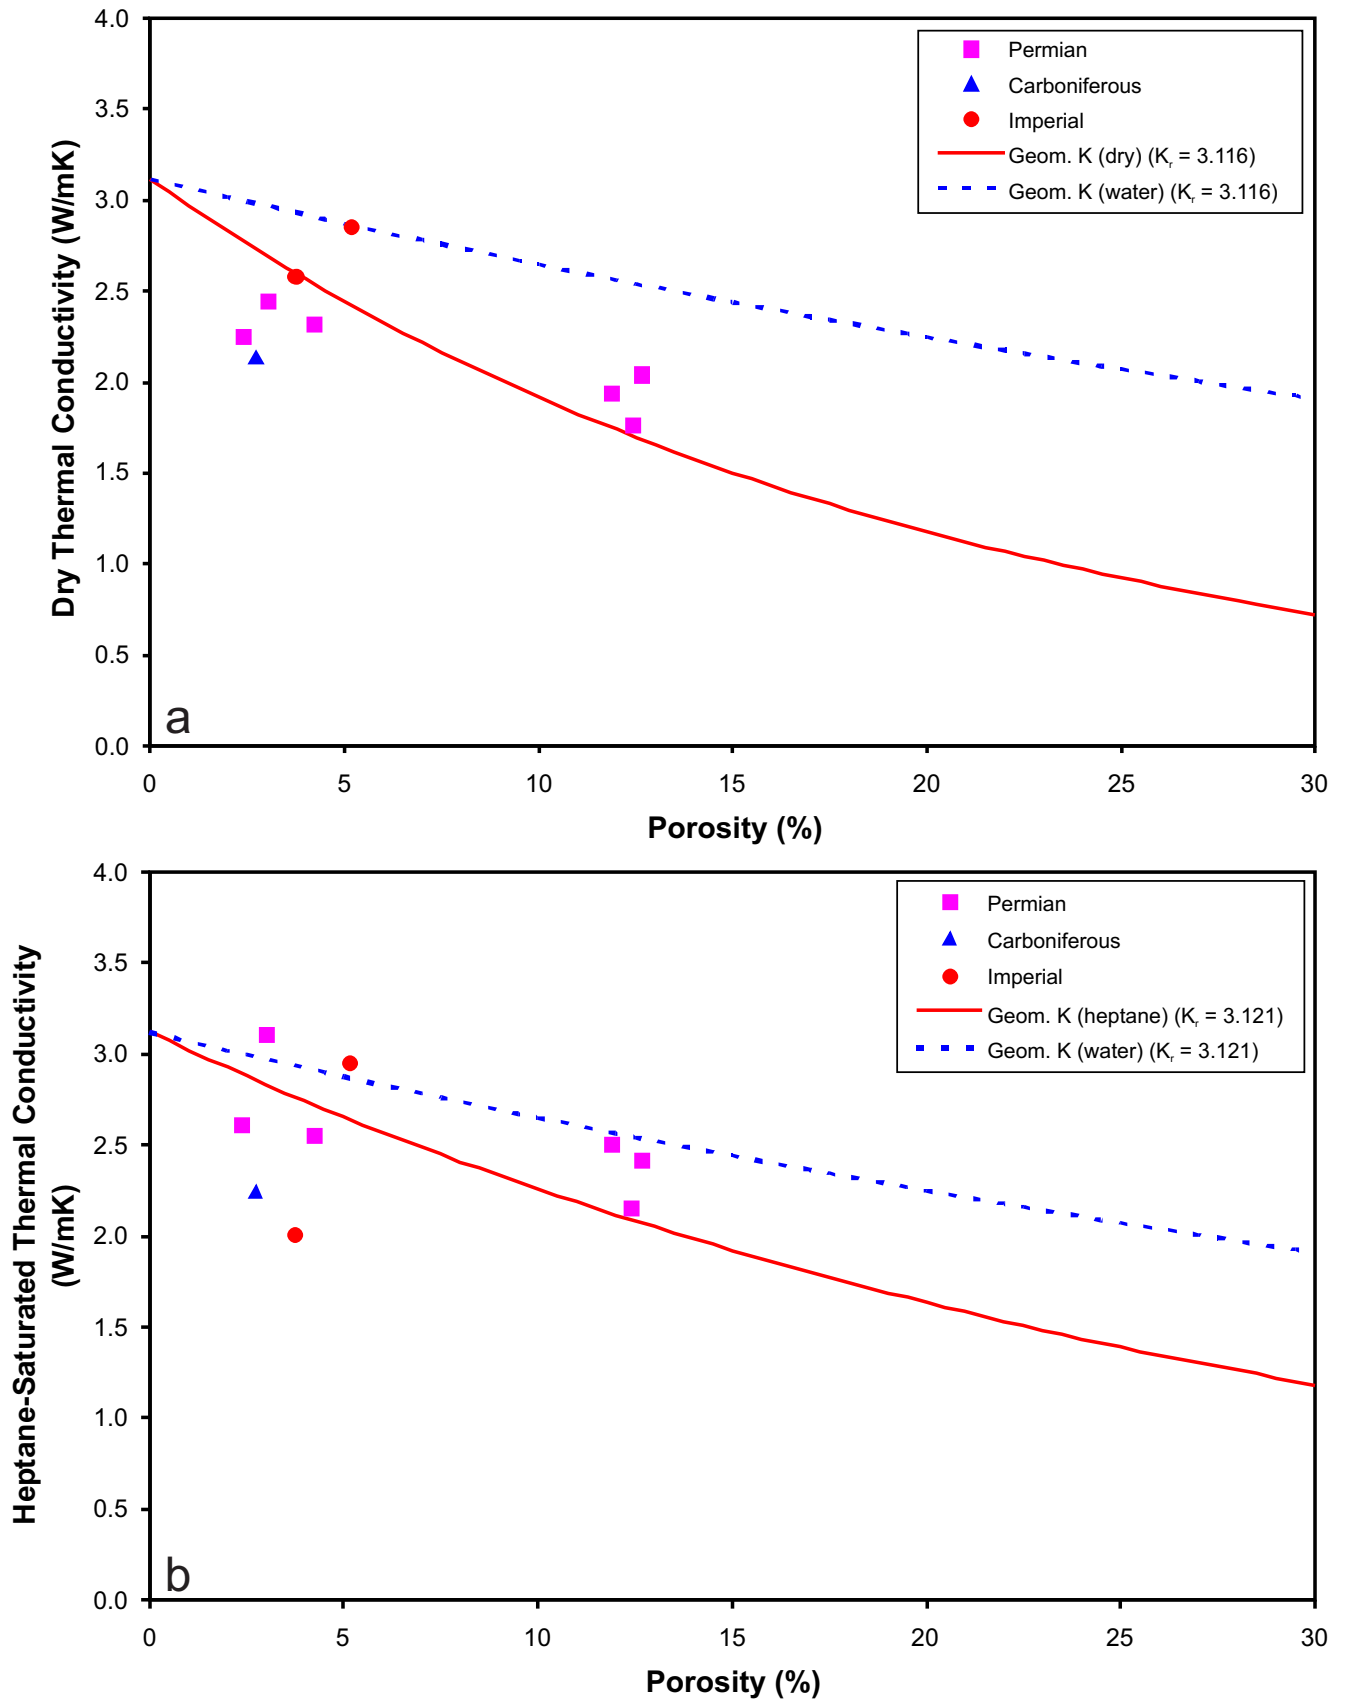 4.0
3.5
3.0
2.5
2.0
1.5
1.0
0.5
0.0
Dry Thermal Conductivity (W/mK)
Permian
Carboniferous
Imperial
Geom. K (dry) (Kr = 3.116)
Geom. K (water) (Kr = 3.116)
a
0 5 10 15 20 25 30
Porosity (%)
4.0
3.5
3.0
2.5
2.0
1.5
1.0
0.5
0.0
Heptane-Saturated Thermal Conductivity
(W/mK)
Permian
Carboniferous
Imperial
Geom. K (heptane) (Kr = 3.121)
Geom. K (water) (Kr = 3.121)
b
0 5 10 15 20 25 30
Porosity (%)